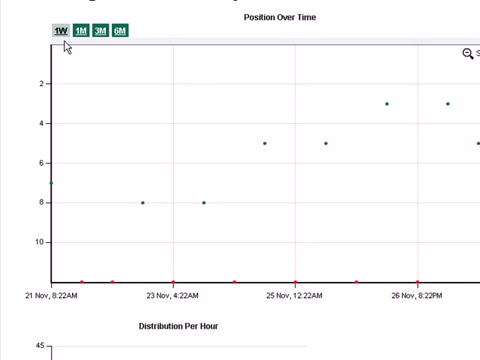 Position Over Time
1W 1M 3M 6M
S
2
4
6
8
10
21 Nov, 8:22AM 23 Nov, 4:22AM 25 Nov, 12:22AM 26 Nov, 8:22PM
Distribution Per Hour
45